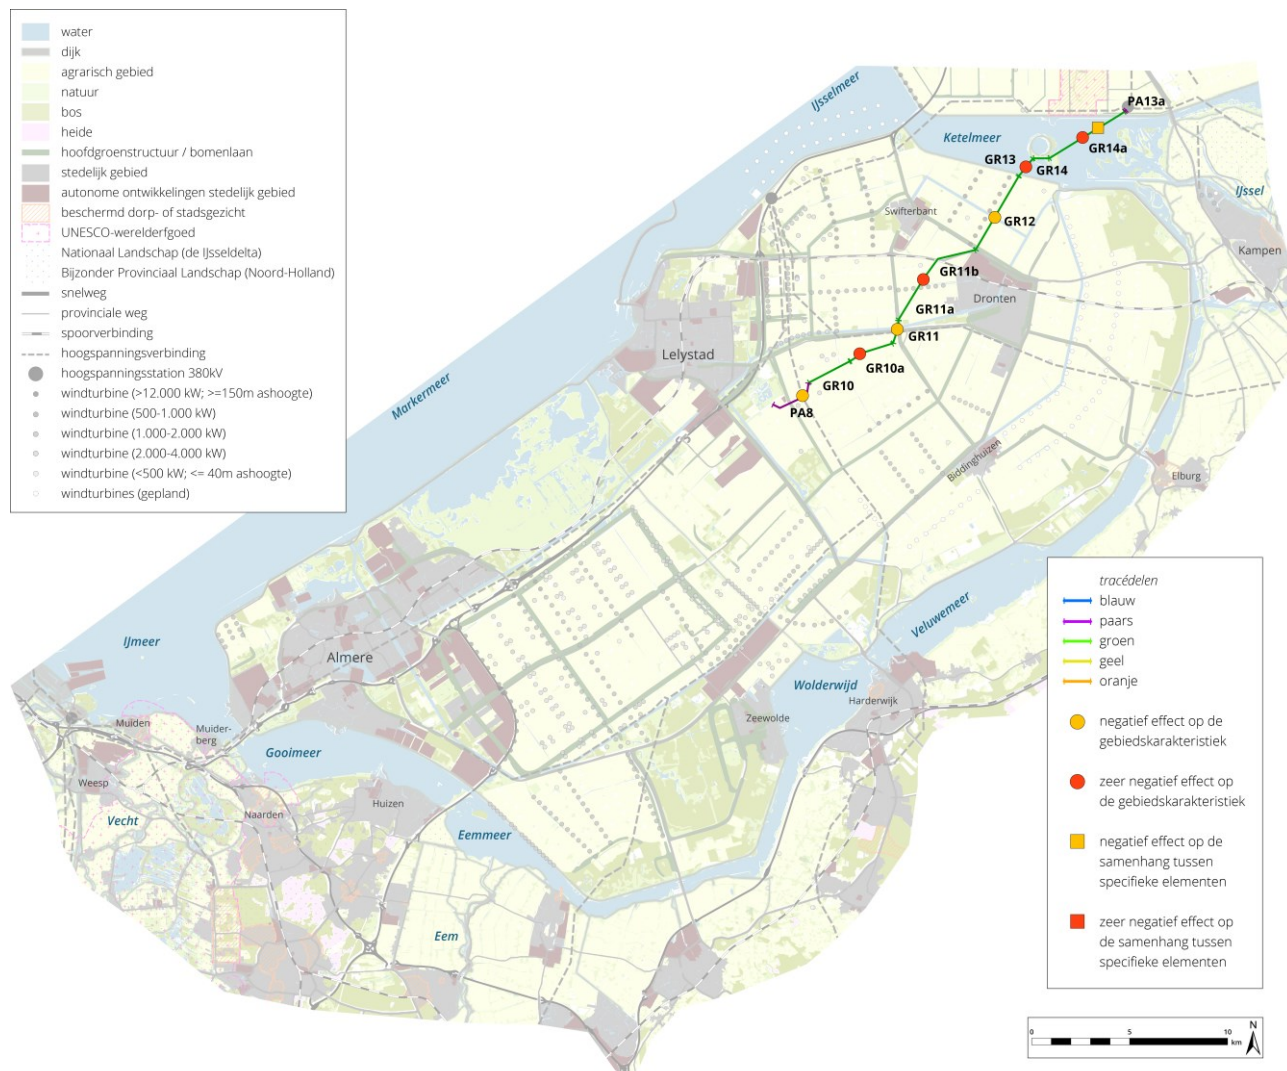 water
dijk
agrarisch gebied
natuur
bos
heide
hoofdgroenstructuur / bomenlaan
stedelijk gebied
autonome ontwikkelingen stedelijk gebied
beschermd dorp- of stadsgezicht
UNESCO-werelderfgoed
Nationaal Landschap (de IJsseldelta)
Bijzonder Provinciaal Landschap (Noord-Holland)
snelweg
provinciale weg
spoorverbinding
hoogspanningsverbinding
hoogspanningsstation 380kV
windturbine (>12.000 kW; >=150m ashoogte)
windturbine (500-1.000 kW)
windturbine (1.000-2.000 kW)
windturbine (2.000-4.000 kW)
windturbine (<500 kW; <= 40m ashoogte)
windturbines (gepland)
IJsselmeer
PA13a
Ketelmeer
GR14a
GR13
GR14
IJssel
Swifterbant
GR12
Kampen
GR11b
Dronten
GR11a
GR11
Lelystad
GR10a
GR10
Markermeer
PA8
Biddinghuizen
Elburg
Veluwemeer
IJmeer
Almere
Wolderwijd
Harderwijk
Zeewolde
Muiden
Muider-
berg
Gooimeer
Weesp
Huizen
Naarden
Vecht
Eemmeer
Eem
tracédelen
blauw
paars
groen
geel
oranje
negatief effect op de
gebiedskarakteristiek
zeer negatief effect op
de gebiedskarakteristiek
negatief effect op de
samenhang tussen
specifieke elementen
zeer negatief effect op
de samenhang tussen
specifieke elementen
0 5 10
km
N